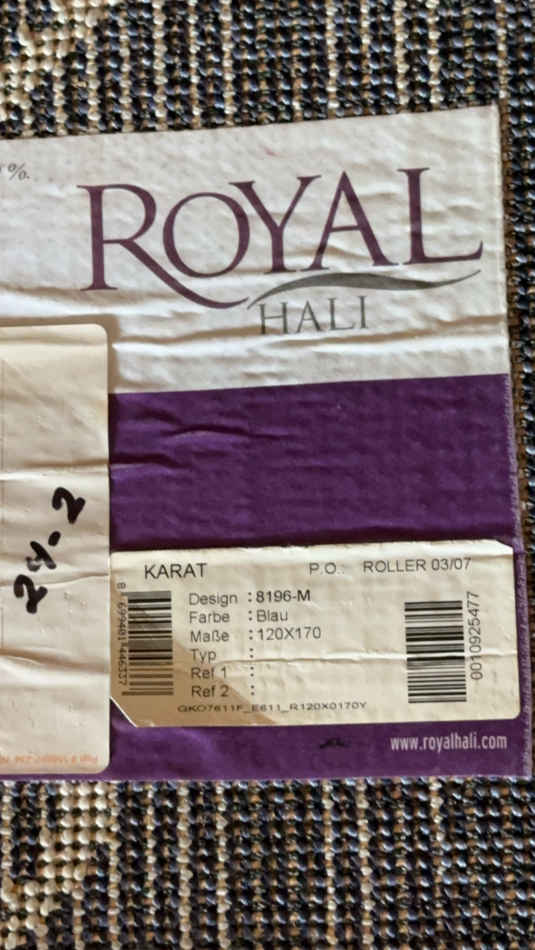 %.
ROYAL
HALI
24-2
KARAT P.O.: ROLLER 03/07
Design :8196-M
Farbe :Blau
Maße :120X170
Typ :
Ref 1 :
Ref 2 :
GKO7611F_E611_R120X0170Y
0010925477
www.royalhali.com